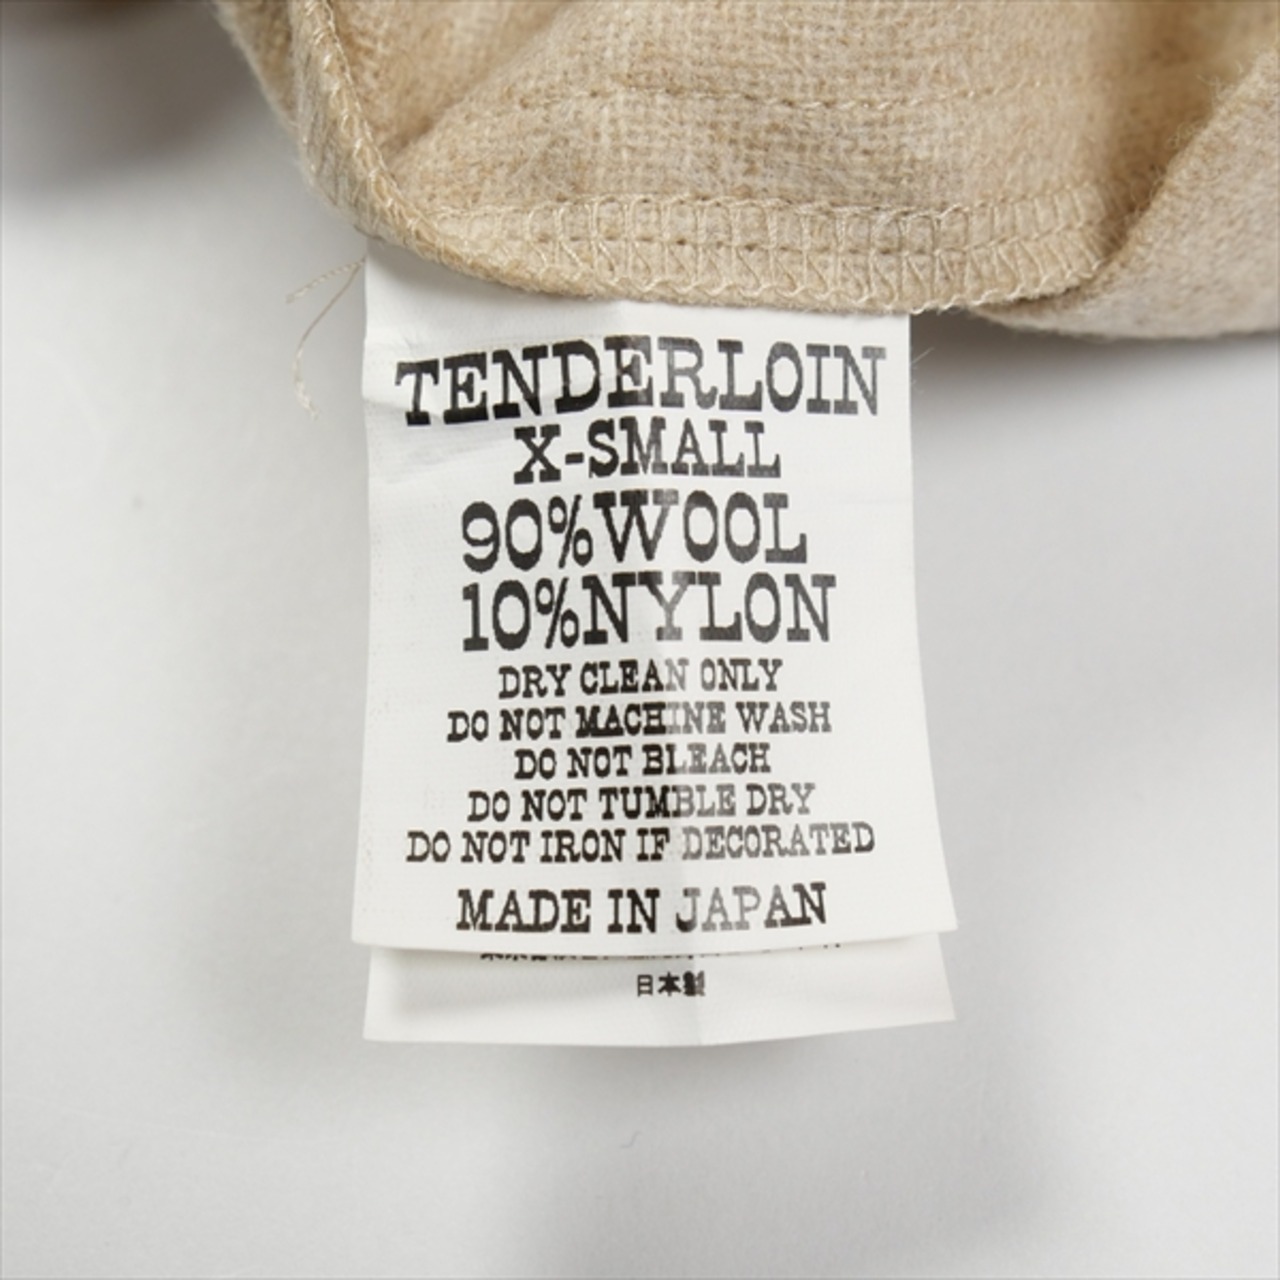 TENDERLOIN
X-SMALL
90%WOOL
10%NYLON
DRY CLEAN ONLY
DO NOT MACHINE WASH
DO NOT BLEACH
DO NOT TUMBLE DRY
DO NOT IRON IF DECORATED
MADE IN JAPAN
日本製